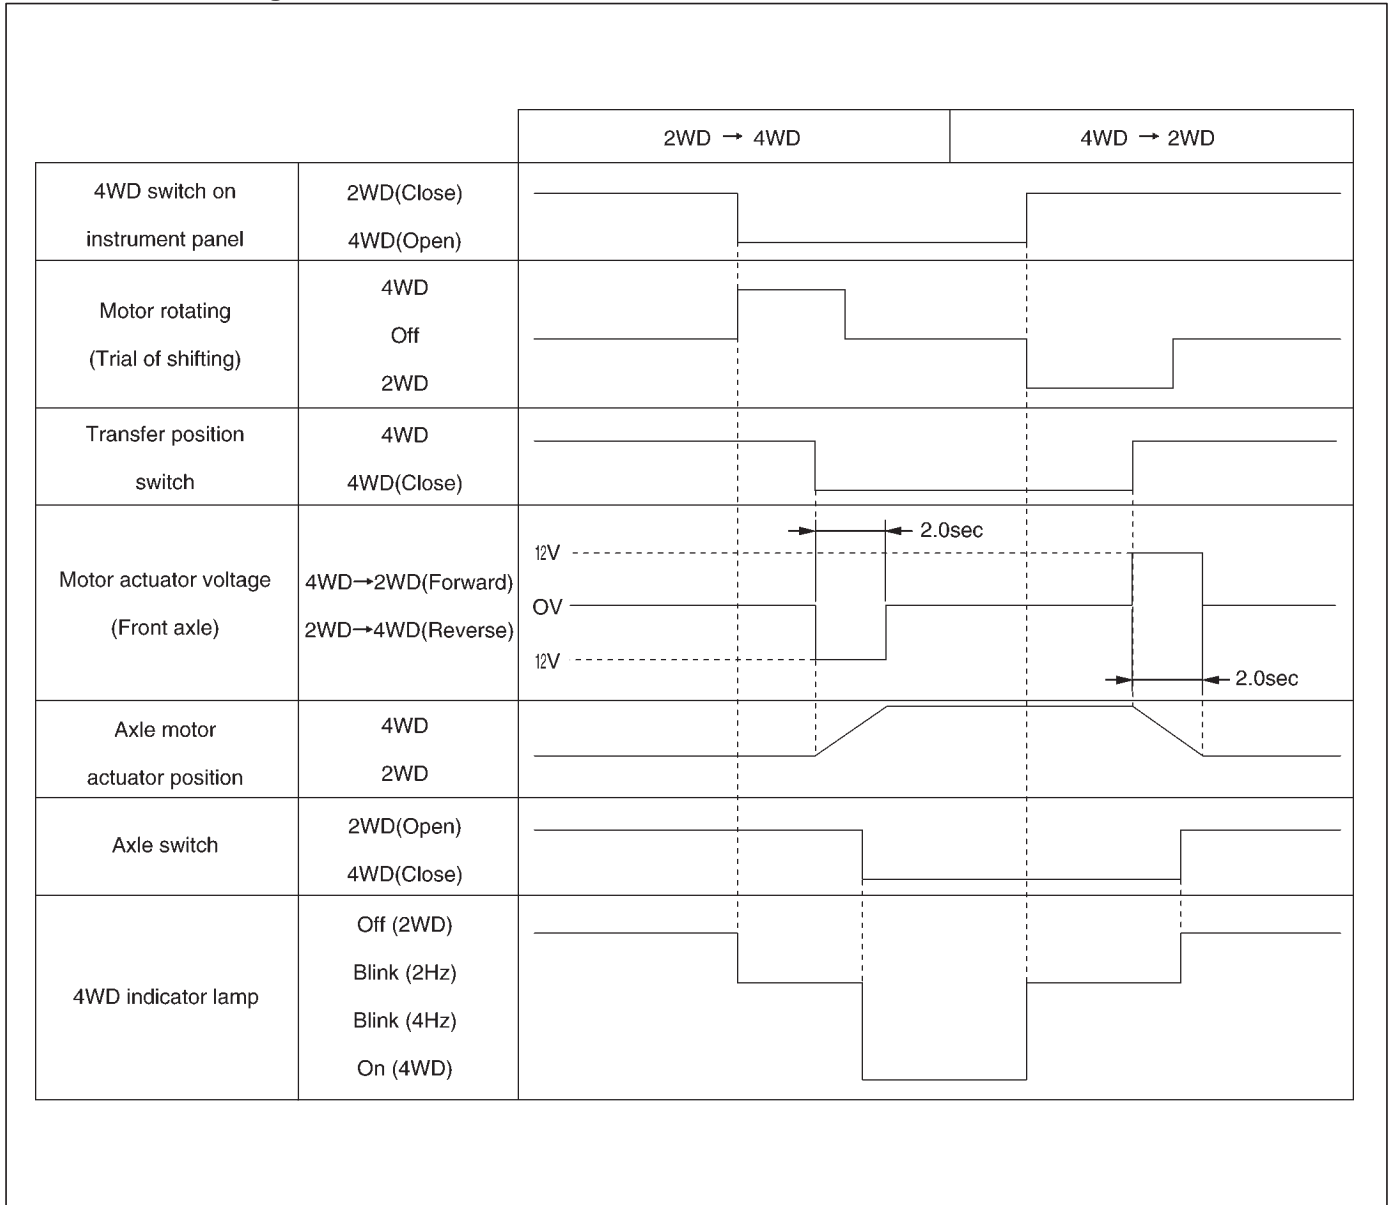 2WD → 4WD
4WD → 2WD
4WD switch on
instrument panel
2WD(Close)
4WD(Open)
Motor rotating
(Trial of shifting)
4WD
Off
2WD
Transfer position
switch
4WD
4WD(Close)
Motor actuator voltage
(Front axle)
4WD→2WD(Forward)
2WD→4WD(Reverse)
2.0sec
12V
OV
12V
2.0sec
Axle motor
actuator position
4WD
2WD
Axle switch
2WD(Open)
4WD(Close)
4WD indicator lamp
Off (2WD)
Blink (2Hz)
Blink (4Hz)
On (4WD)